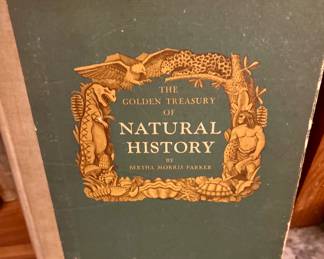 THE
GOLDEN TREASURY
OF
NATURAL
HISTORY
BY
BERTHA MORRIS PARKER